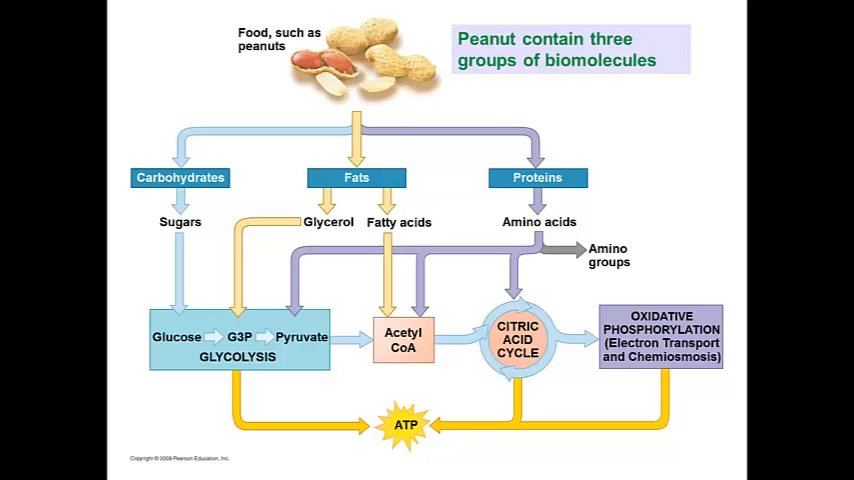 Food, such as
peanuts
Peanut contain three
groups of biomolecules
Carbohydrates
Fats
Proteins
Sugars
Glycerol
Fatty acids
Amino acids
Amino
groups
Glucose
G3P
Pyruvate
GLYCOLYSIS
Acetyl
CoA
CITRIC
ACID
CYCLE
OXIDATIVE
PHOSPHORYLATION
(Electron Transport
and Chemiosmosis)
ATP
Copyright © 2009 Pearson Education, Inc.